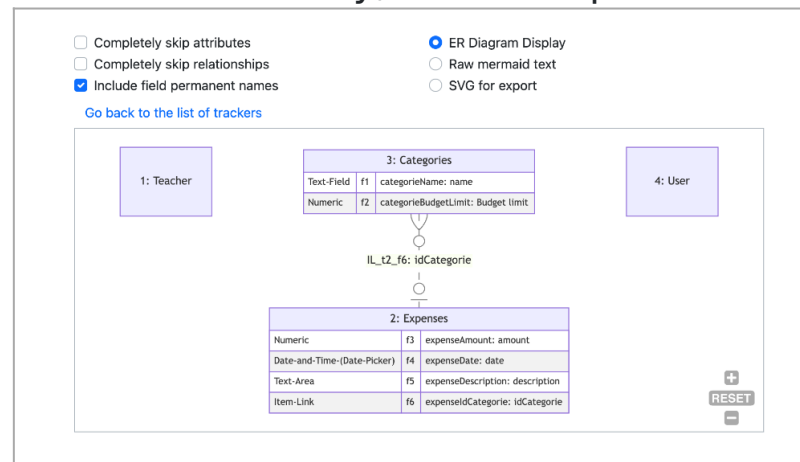 Completely skip attributes
Completely skip relationships
Include field permanent names
ER Diagram Display
Raw mermaid text
SVG for export
Go back to the list of trackers
1: Teacher
3: Categories
Text-Field f1 categorieName: name
Numeric f2 categorieBudgetLimit: Budget limit
4: User
IL_t2_f6: idCategorie
2: Expenses
Numeric f3 expenseAmount: amount
Date-and-Time-(Date-Picker) f4 expenseDate: date
Text-Area f5 expenseDescription: description
Item-Link f6 expenseIdCategorie: idCategorie
RESET